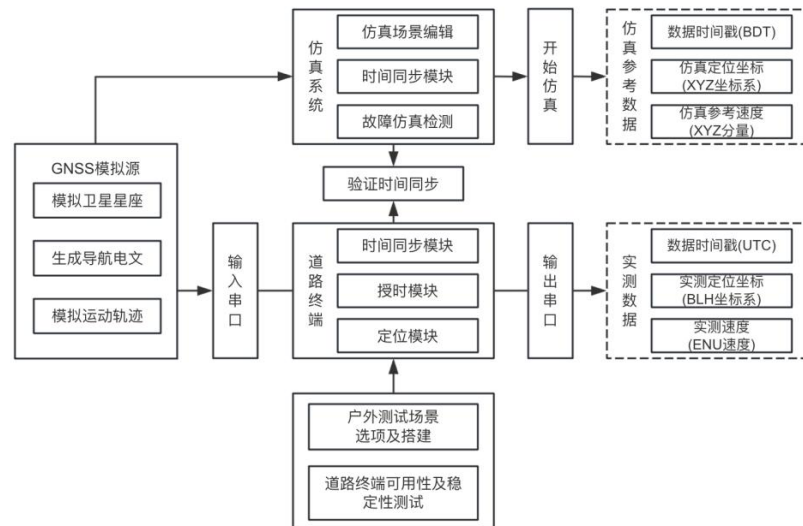 仿真系统
仿真场景编辑
时间同步模块
故障仿真检测
开始仿真
仿真参考数据
数据时间戳(BDT)
仿真定位坐标
(XYZ坐标系)
仿真参考速度
(XYZ分量)
验证时间同步
GNSS模拟源
模拟卫星星座
生成导航电文
模拟运动轨迹
输入串口
道路终端
时间同步模块
授时模块
定位模块
输出串口
实测数据
数据时间戳(UTC)
实测定位坐标
(BLH坐标系)
实测速度
(ENU速度)
户外测试场景
选项及搭建
道路终端可用性及稳
定性测试